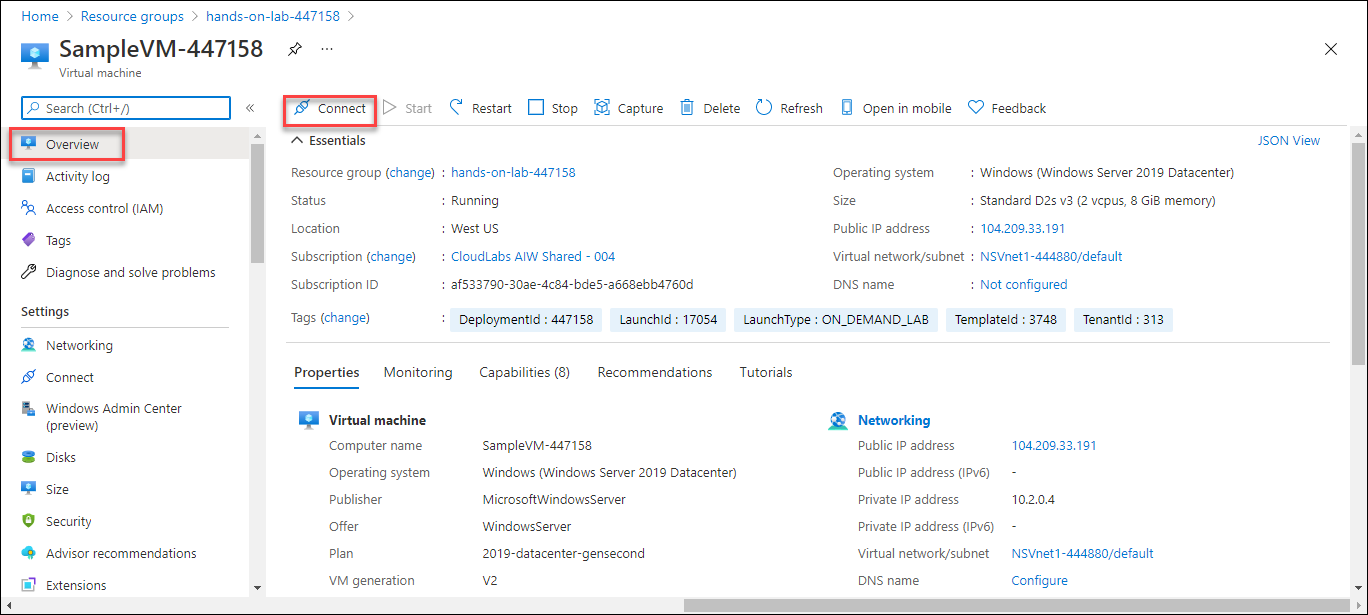 Home > Resource groups > hands-on-lab-447158 >
SampleVM-447158 ...
Virtual machine
Search (Ctrl+/) «
Connect Start Restart Stop Capture Delete Refresh Open in mobile Feedback
Overview
Activity log
Access control (IAM)
Tags
Diagnose and solve problems
Settings
Networking
Connect
Windows Admin Center
(preview)
Disks
Size
Security
Advisor recommendations
Extensions
Essentials JSON View
Resource group (change) : hands-on-lab-447158
Status : Running
Location : West US
Subscription (change) : CloudLabs AIW Shared - 004
Subscription ID : af533790-30ae-4c84-bde5-a668ebb4760d
Operating system : Windows (Windows Server 2019 Datacenter)
Size : Standard D2s v3 (2 vcpus, 8 GiB memory)
Public IP address : 104.209.33.191
Virtual network/subnet : NSVnet1-444880/default
DNS name : Not configured
Tags (change) : DeploymentId : 447158 LaunchId : 17054 LaunchType : ON_DEMAND_LAB TemplateId : 3748 TenantId : 313
Properties Monitoring Capabilities (8) Recommendations Tutorials
Virtual machine
Computer name SampleVM-447158
Operating system Windows (Windows Server 2019 Datacenter)
Publisher MicrosoftWindowsServer
Offer WindowsServer
Plan 2019-datacenter-gensecond
VM generation V2
Networking
Public IP address 104.209.33.191
Public IP address (IPv6) -
Private IP address 10.2.0.4
Private IP address (IPv6) -
Virtual network/subnet NSVnet1-444880/default
DNS name Configure